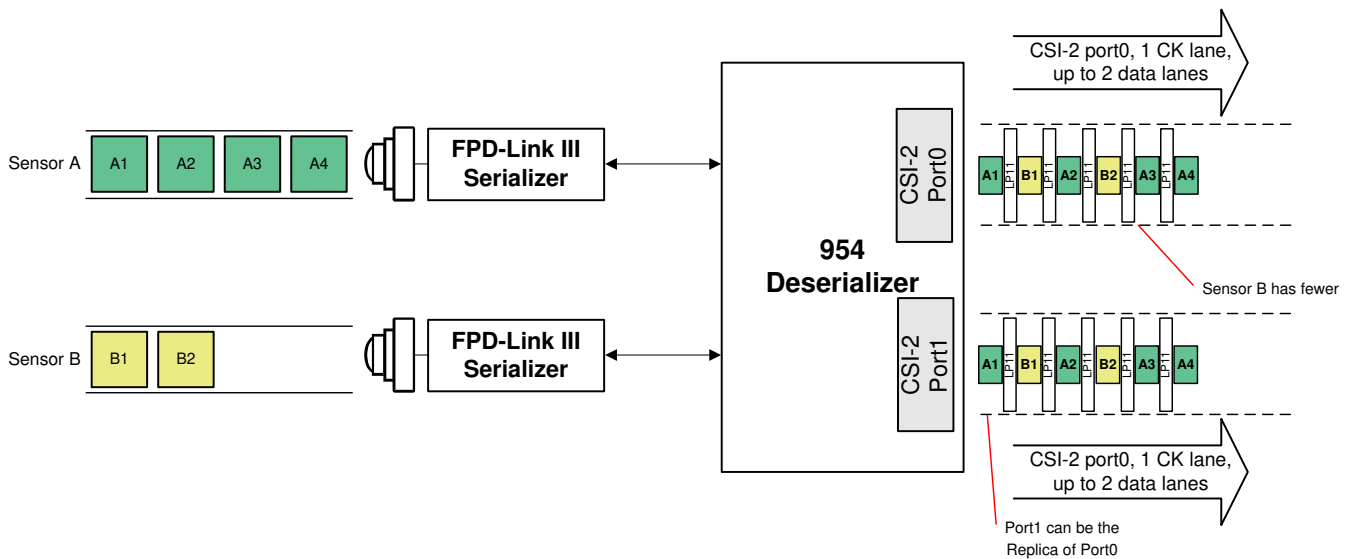 CSI-2 port0, 1 CK lane,
up to 2 data lanes
Sensor A
A1 A2 A3 A4
FPD-Link III
Serializer
CSI-2
Port0
A1 LP11 B1 LP11 A2 LP11 B2 LP11 A3 LP11 A4
954
Deserializer
Sensor B has fewer
Sensor B
B1 B2
FPD-Link III
Serializer
CSI-2
Port1
A1 LP11 B1 LP11 A2 LP11 B2 LP11 A3 LP11 A4
CSI-2 port0, 1 CK lane,
up to 2 data lanes
Port1 can be the
Replica of Port0